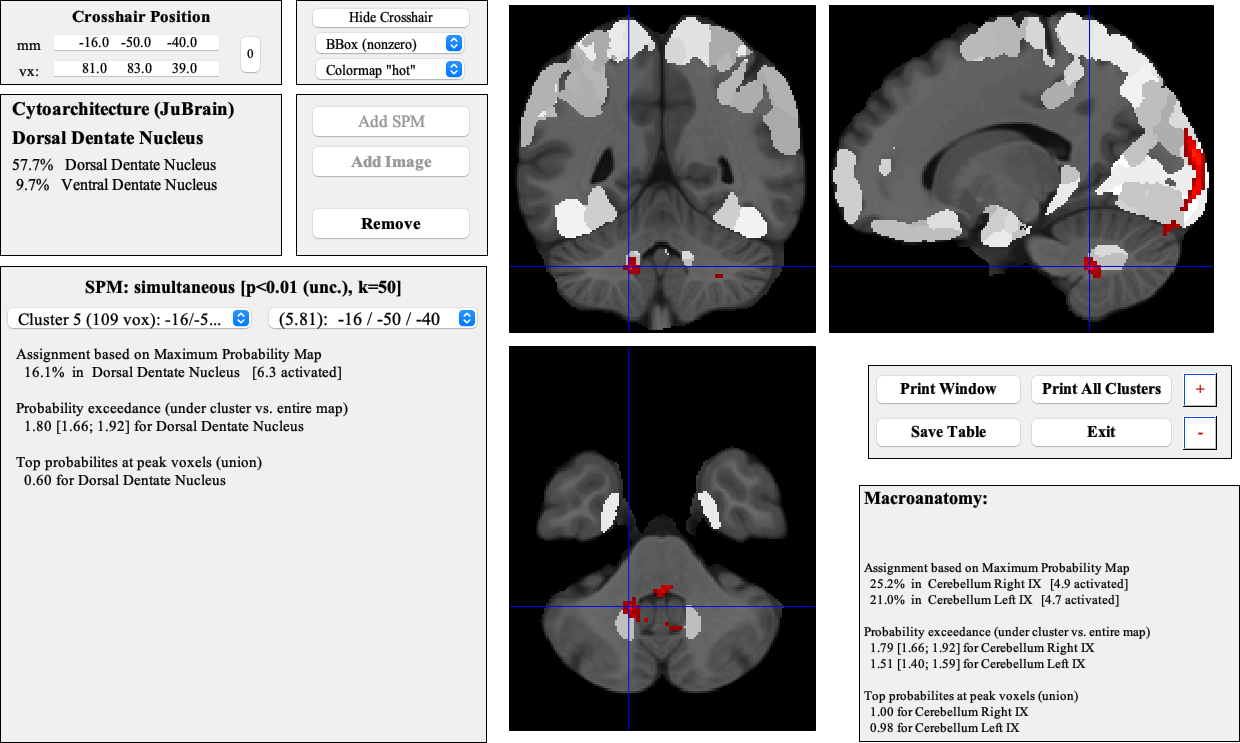 Crosshair Position
mm -16.0 -50.0 -40.0
vx: 81.0 83.0 39.0
0
Hide Crosshair
BBox (nonzero)
Colormap "hot"
Cytoarchitecture (JuBrain)
Dorsal Dentate Nucleus
57.7% Dorsal Dentate Nucleus
9.7% Ventral Dentate Nucleus
Add SPM
Add Image
Remove
SPM: simultaneous [p<0.01 (unc.), k=50]
Cluster 5 (109 vox): -16/-5... (5.81): -16 / -50 / -40
Assignment based on Maximum Probability Map
16.1% in Dorsal Dentate Nucleus [6.3 activated]
Probability exceedance (under cluster vs. entire map)
1.80 [1.66; 1.92] for Dorsal Dentate Nucleus
Top probabilites at peak voxels (union)
0.60 for Dorsal Dentate Nucleus
Print Window Print All Clusters +
Save Table Exit -
Macroanatomy:
Assignment based on Maximum Probability Map
25.2% in Cerebellum Right IX [4.9 activated]
21.0% in Cerebellum Left IX [4.7 activated]
Probability exceedance (under cluster vs. entire map)
1.79 [1.66; 1.92] for Cerebellum Right IX
1.51 [1.40; 1.59] for Cerebellum Left IX
Top probabilites at peak voxels (union)
1.00 for Cerebellum Right IX
0.98 for Cerebellum Left IX